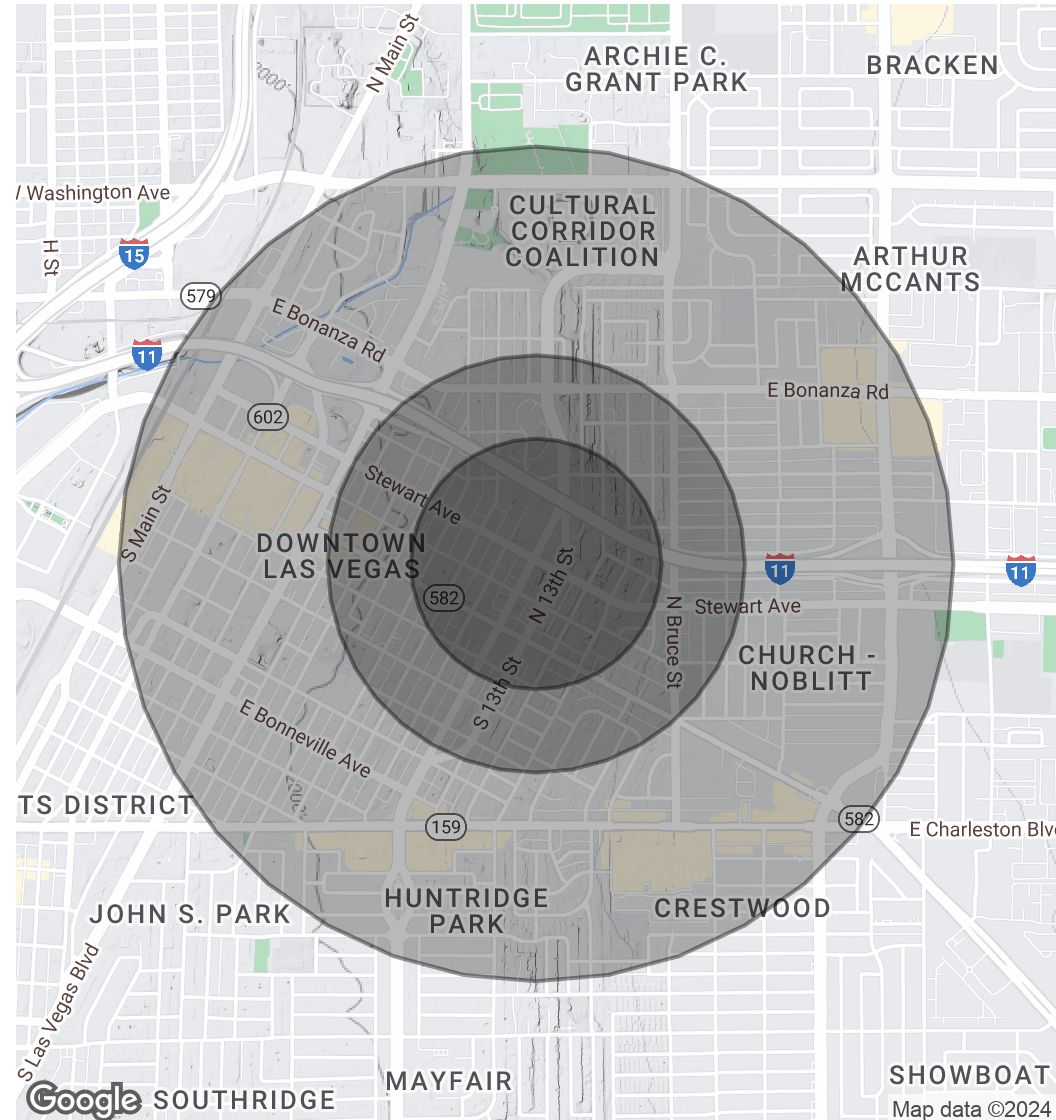 N Main St
ARCHIE C.
GRANT PARK
BRACKEN
/ Washington Ave
CULTURAL
CORRIDOR
COALITION
H St
15
ARTHUR
MCCANTS
579
E Bonanza Rd
11
E Bonanza Rd
602
Stewart Ave
S Main St
DOWNTOWN
LAS VEGAS
N 13th St
11
11
582
N Bruce St
Stewart Ave
CHURCH -
NOBLITT
S 13th St
E Bonneville Ave
TS DISTRICT
159
582
E Charleston Blv
HUNTRIDGE
PARK
JOHN S. PARK
CRESTWOOD
S Las Vegas Blvd
MAYFAIR
SHOWBOAT
Google
SOUTHRIDGE
Map data ©2024